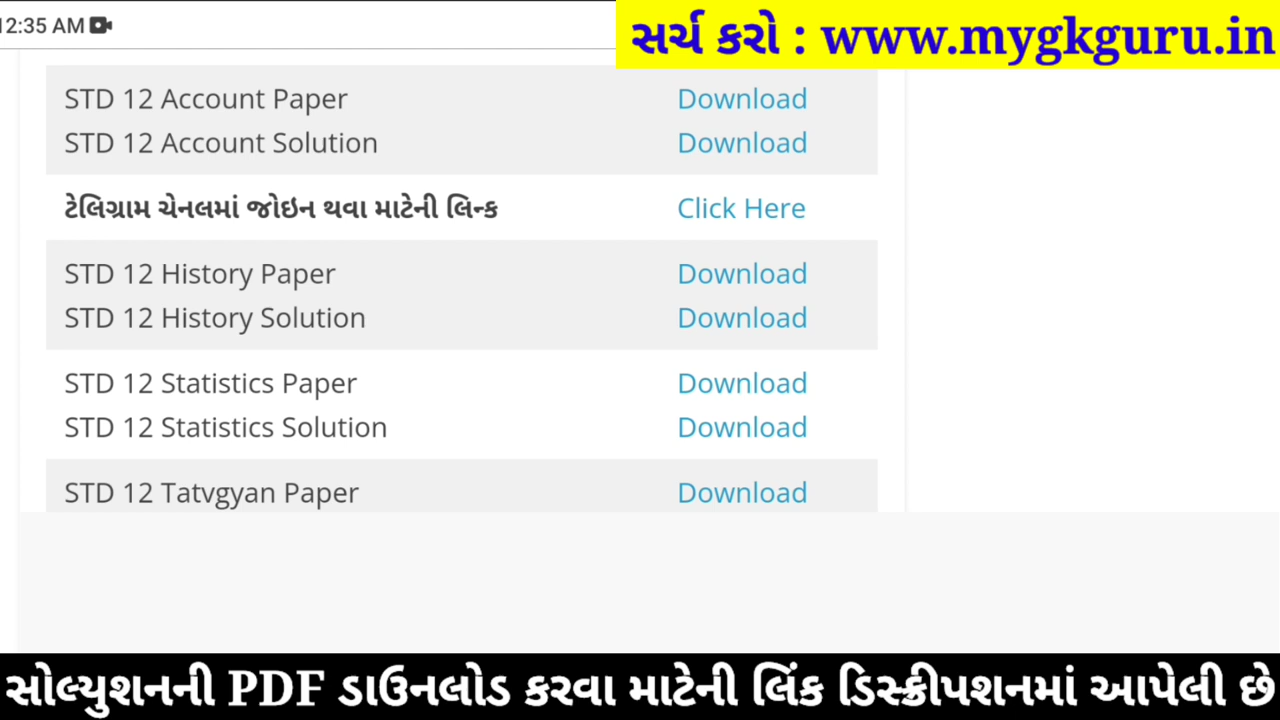 12:35 AM
સર્ચ કરો : www.mygkguru.in
STD 12 Account Paper Download
STD 12 Account Solution Download
ટેલિગ્રામ ચેનલમાં જોઇન થવા માટેની લિન્ક Click Here
STD 12 History Paper Download
STD 12 History Solution Download
STD 12 Statistics Paper Download
STD 12 Statistics Solution Download
STD 12 Tatvgyan Paper Download
સોલ્યુશનની PDF ડાઉનલોડ કરવા માટેની લિંક ડિસ્ક્રીપશનમાં આપેલી છે